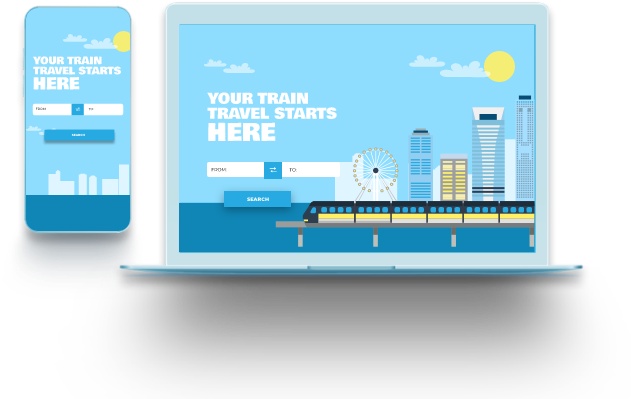 YOUR TRAIN
TRAVEL STARTS
HERE
FROM:
TO:
SEARCH
YOUR TRAIN
TRAVEL STARTS
HERE
FROM:
TO:
SEARCH